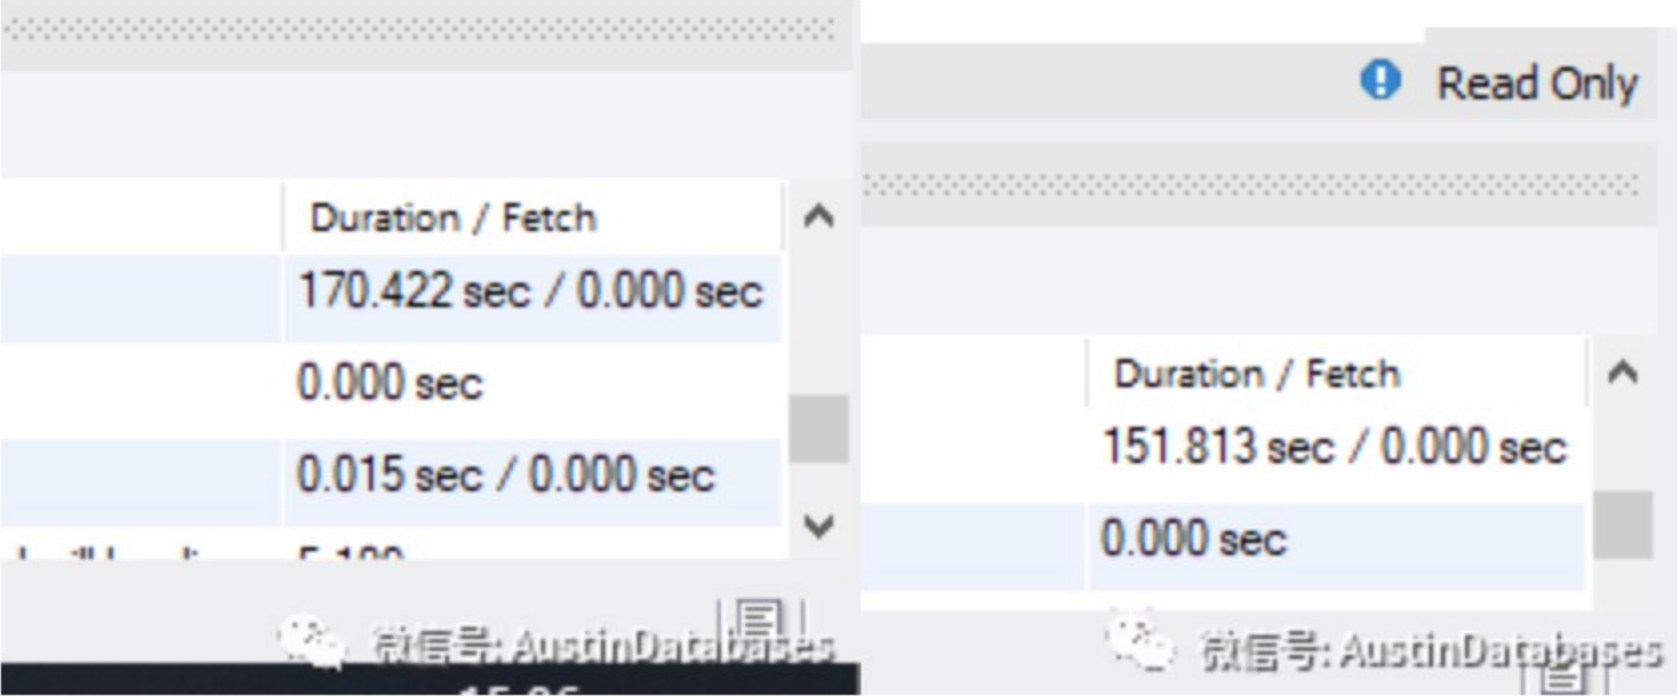 Duration / Fetch
170.422 sec / 0.000 sec
0.000 sec
0.015 sec / 0.000 sec
微信号: AustinDatabases
Read Only
Duration / Fetch
151.813 sec / 0.000 sec
0.000 sec
微信号: AustinDatabases